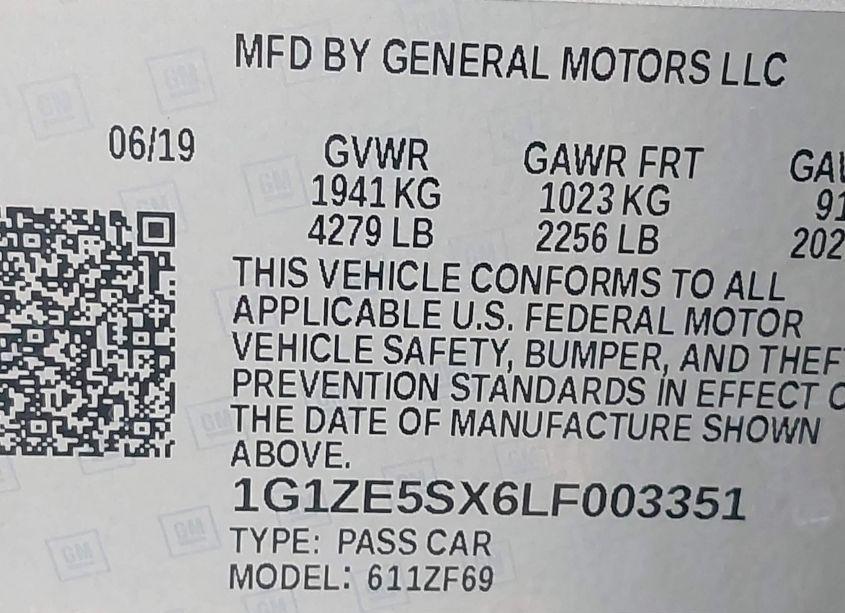 MFD BY GENERAL MOTORS LLC
06/19 GVWR GAWR FRT
1941 KG 1023 KG
4279 LB 2256 LB
THIS VEHICLE CONFORMS TO ALL
APPLICABLE U.S. FEDERAL MOTOR
VEHICLE SAFETY, BUMPER, AND THEFT
PREVENTION STANDARDS IN EFFECT
THE DATE OF MANUFACTURE SHOWN
ABOVE.
1G1ZE5SX6LF003351
TYPE: PASS CAR
MODEL: 611ZF69